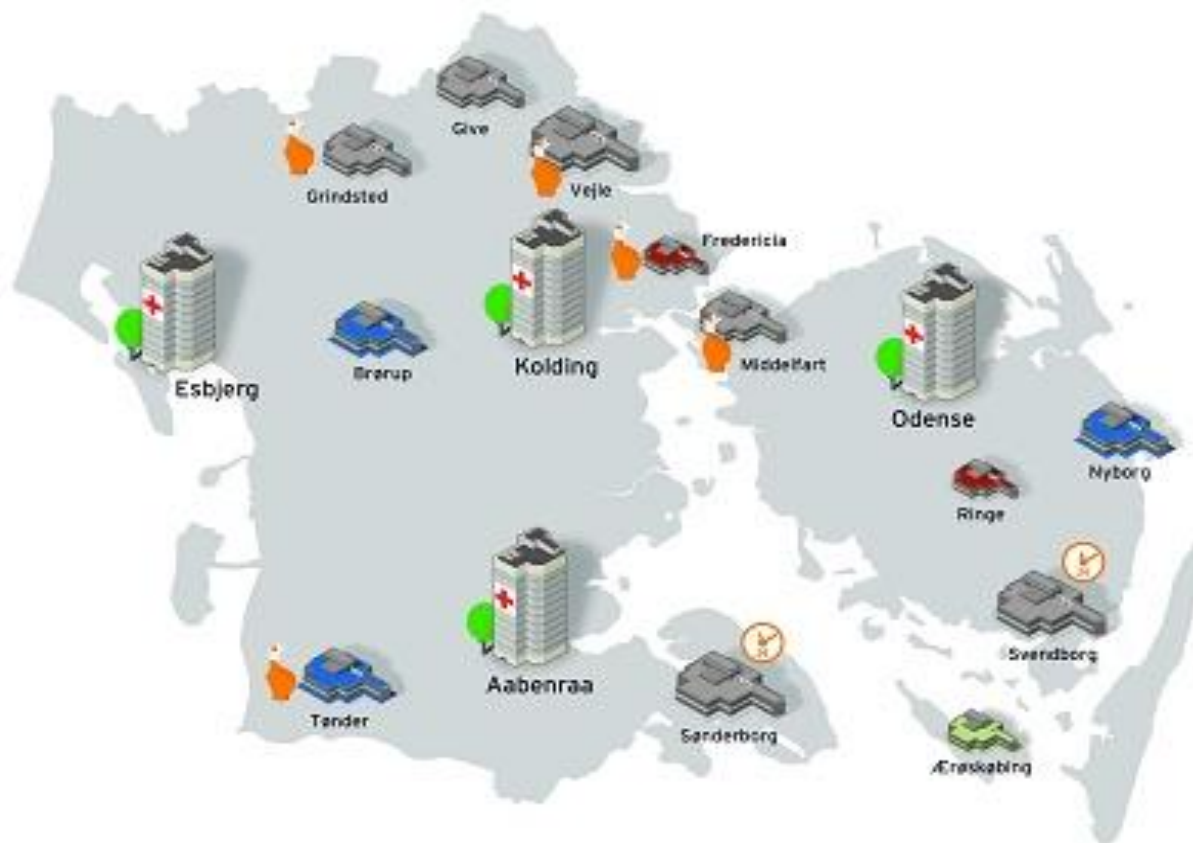 Give
Grindsted
Vejle
Fredericia
Esbjerg
Brørup
Kolding
Middelfart
Odense
Nyborg
Ringe
Svendborg
Aabenraa
Tønder
Sønderborg
Ærøskøbing